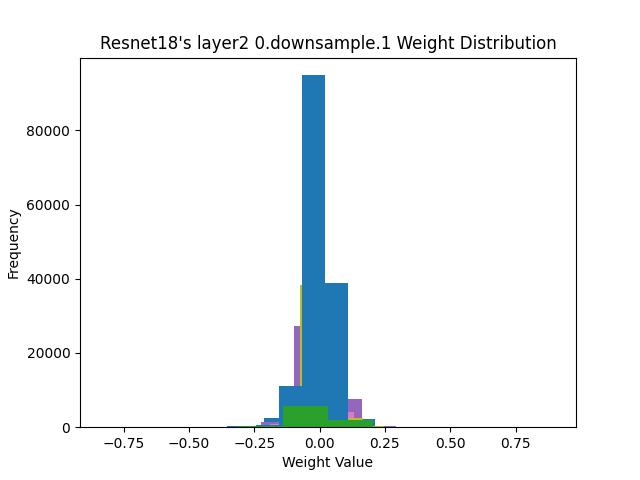 Resnet18's layer2 0.downsample.1 Weight Distribution
80000
60000
40000
20000
0
Frequency
−0.75 −0.50 −0.25 0.00 0.25 0.50 0.75
Weight Value